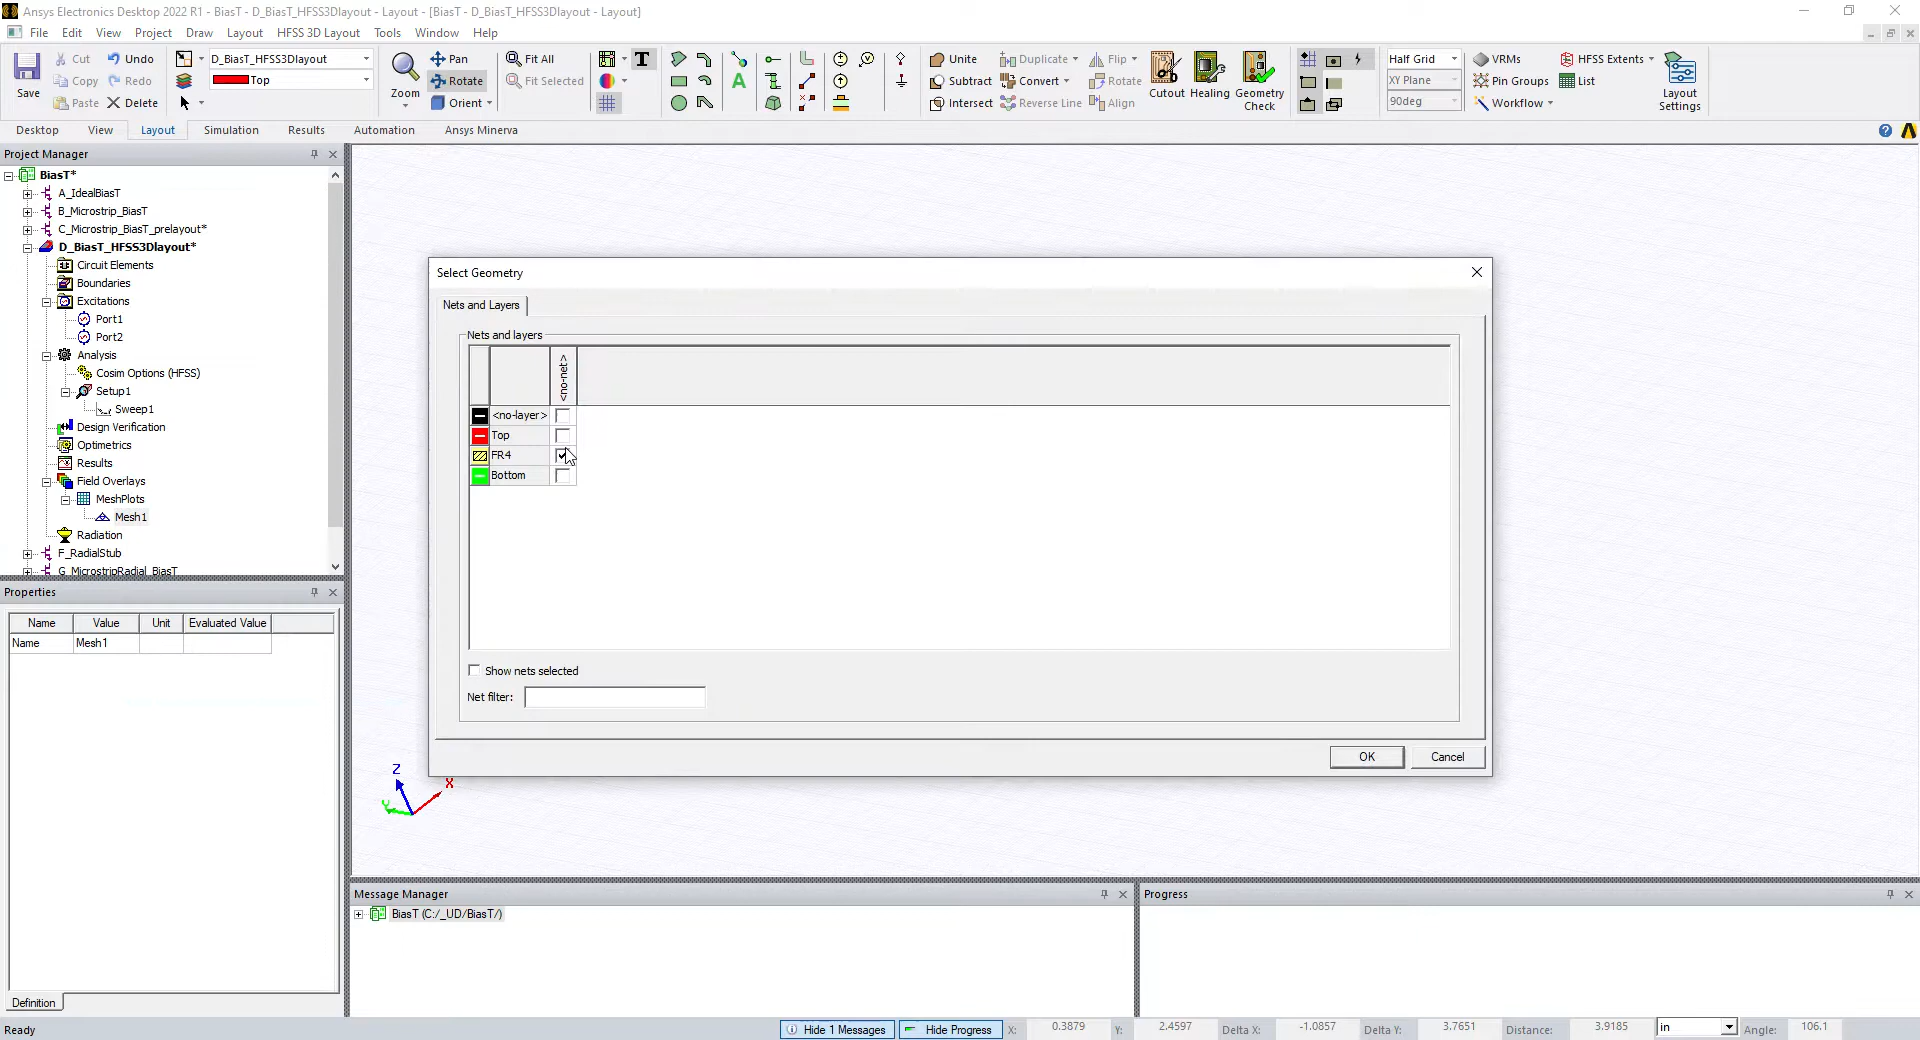 Ansys Electronics Desktop 2022 R1 - BiasT - D_BiasT_HFSS3Dlayout - Layout - [BiasT - D_BiasT_HFSS3Dlayout - Layout]
File Edit View Project Draw Layout HFSS 3D Layout Tools Window Help
Save
Cut
Copy
Paste
Undo
Redo
Delete
D_BiasT_HFSS3Dlayout
Top
Zoom
Pan
Rotate
Orient
Fit All
Fit Selected
T
A
Unite
Subtract
Intersect
Duplicate
Convert
Reverse Line
Flip
Rotate
Align
Cutout
Healing
Geometry
Check
Half Grid
XY Plane
90deg
VRMs
Pin Groups
Workflow
HFSS Extents
List
Layout
Settings
Desktop View Layout Simulation Results Automation Ansys Minerva
Project Manager
BiasT*
A_IdealBiasT
B_Microstrip_BiasT
C_Microstrip_BiasT_prelayout*
D_BiasT_HFSS3Dlayout*
Circuit Elements
Boundaries
Excitations
Port1
Port2
Analysis
Cosim Options (HFSS)
Setup1
Sweep1
Design Verification
Optimetrics
Results
Field Overlays
MeshPlots
Mesh1
Radiation
F_RadialStub
G_MicrostripRadial_BiasT
Properties
Name Value Unit Evaluated Value
Name Mesh1
Definition
Select Geometry
Nets and Layers
Nets and layers
<no-net>
<no-layer>
Top
FR4
Bottom
Show nets selected
Net filter:
OK Cancel
Z
X
Y
Message Manager
BiasT (C:/_UD/BiasT/)
Progress
Ready
Hide 1 Messages Hide Progress X: 0.3879 Y: 2.4597 Delta X: -1.0857 Delta Y: 3.7651 Distance: 3.9185 in Angle: 106.1